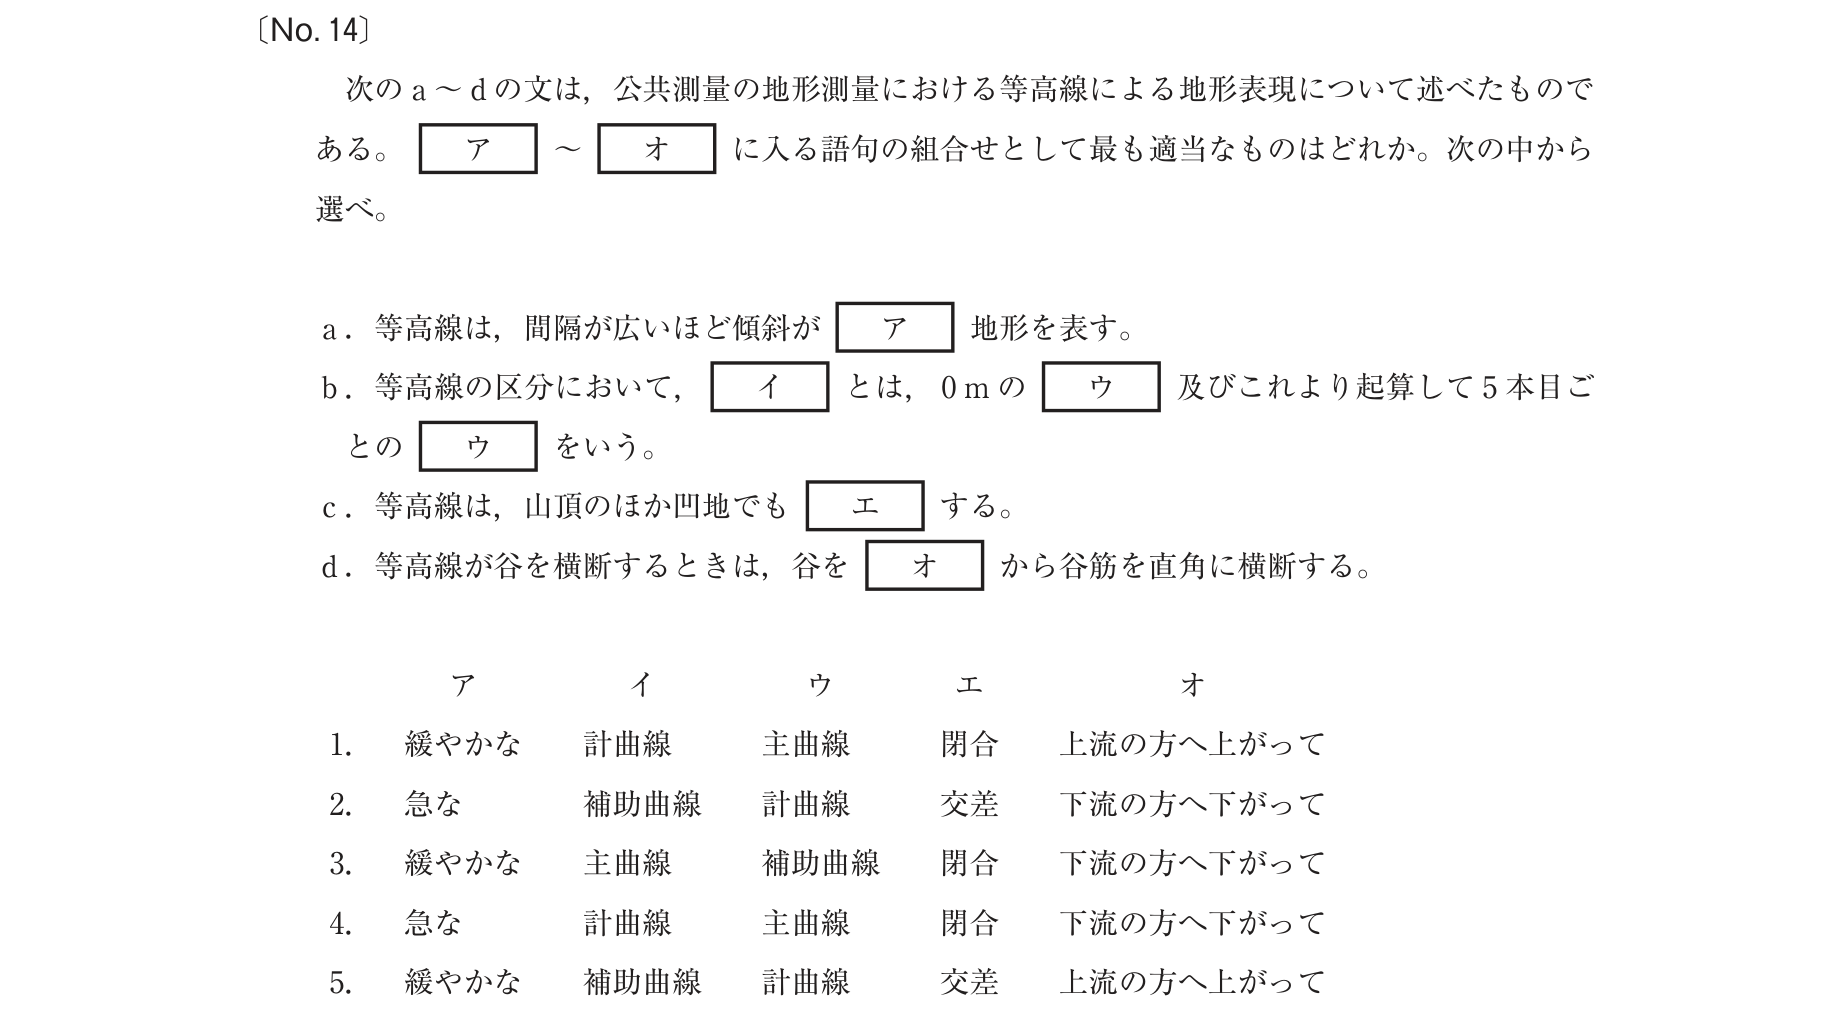 〔No. 14〕
次のa～dの文は，公共測量の地形測量における等高線による地形表現について述べたもので
ある。 ア ～ オ に入る語句の組合せとして最も適当なものはどれか。次の中から
選べ。
a．等高線は，間隔が広いほど傾斜が ア 地形を表す。
b．等高線の区分において， イ とは，0 m の ウ 及びこれより起算して5本目ご
との ウ をいう。
c．等高線は，山頂のほか凹地でも エ する。
d．等高線が谷を横断するときは，谷を オ から谷筋を直角に横断する。
ア イ ウ エ オ
1. 緩やかな 計曲線 主曲線 閉合 上流の方へ上がって
2. 急な 補助曲線 計曲線 交差 下流の方へ下がって
3. 緩やかな 主曲線 補助曲線 閉合 下流の方へ下がって
4. 急な 計曲線 主曲線 閉合 下流の方へ下がって
5. 緩やかな 補助曲線 計曲線 交差 上流の方へ上がって